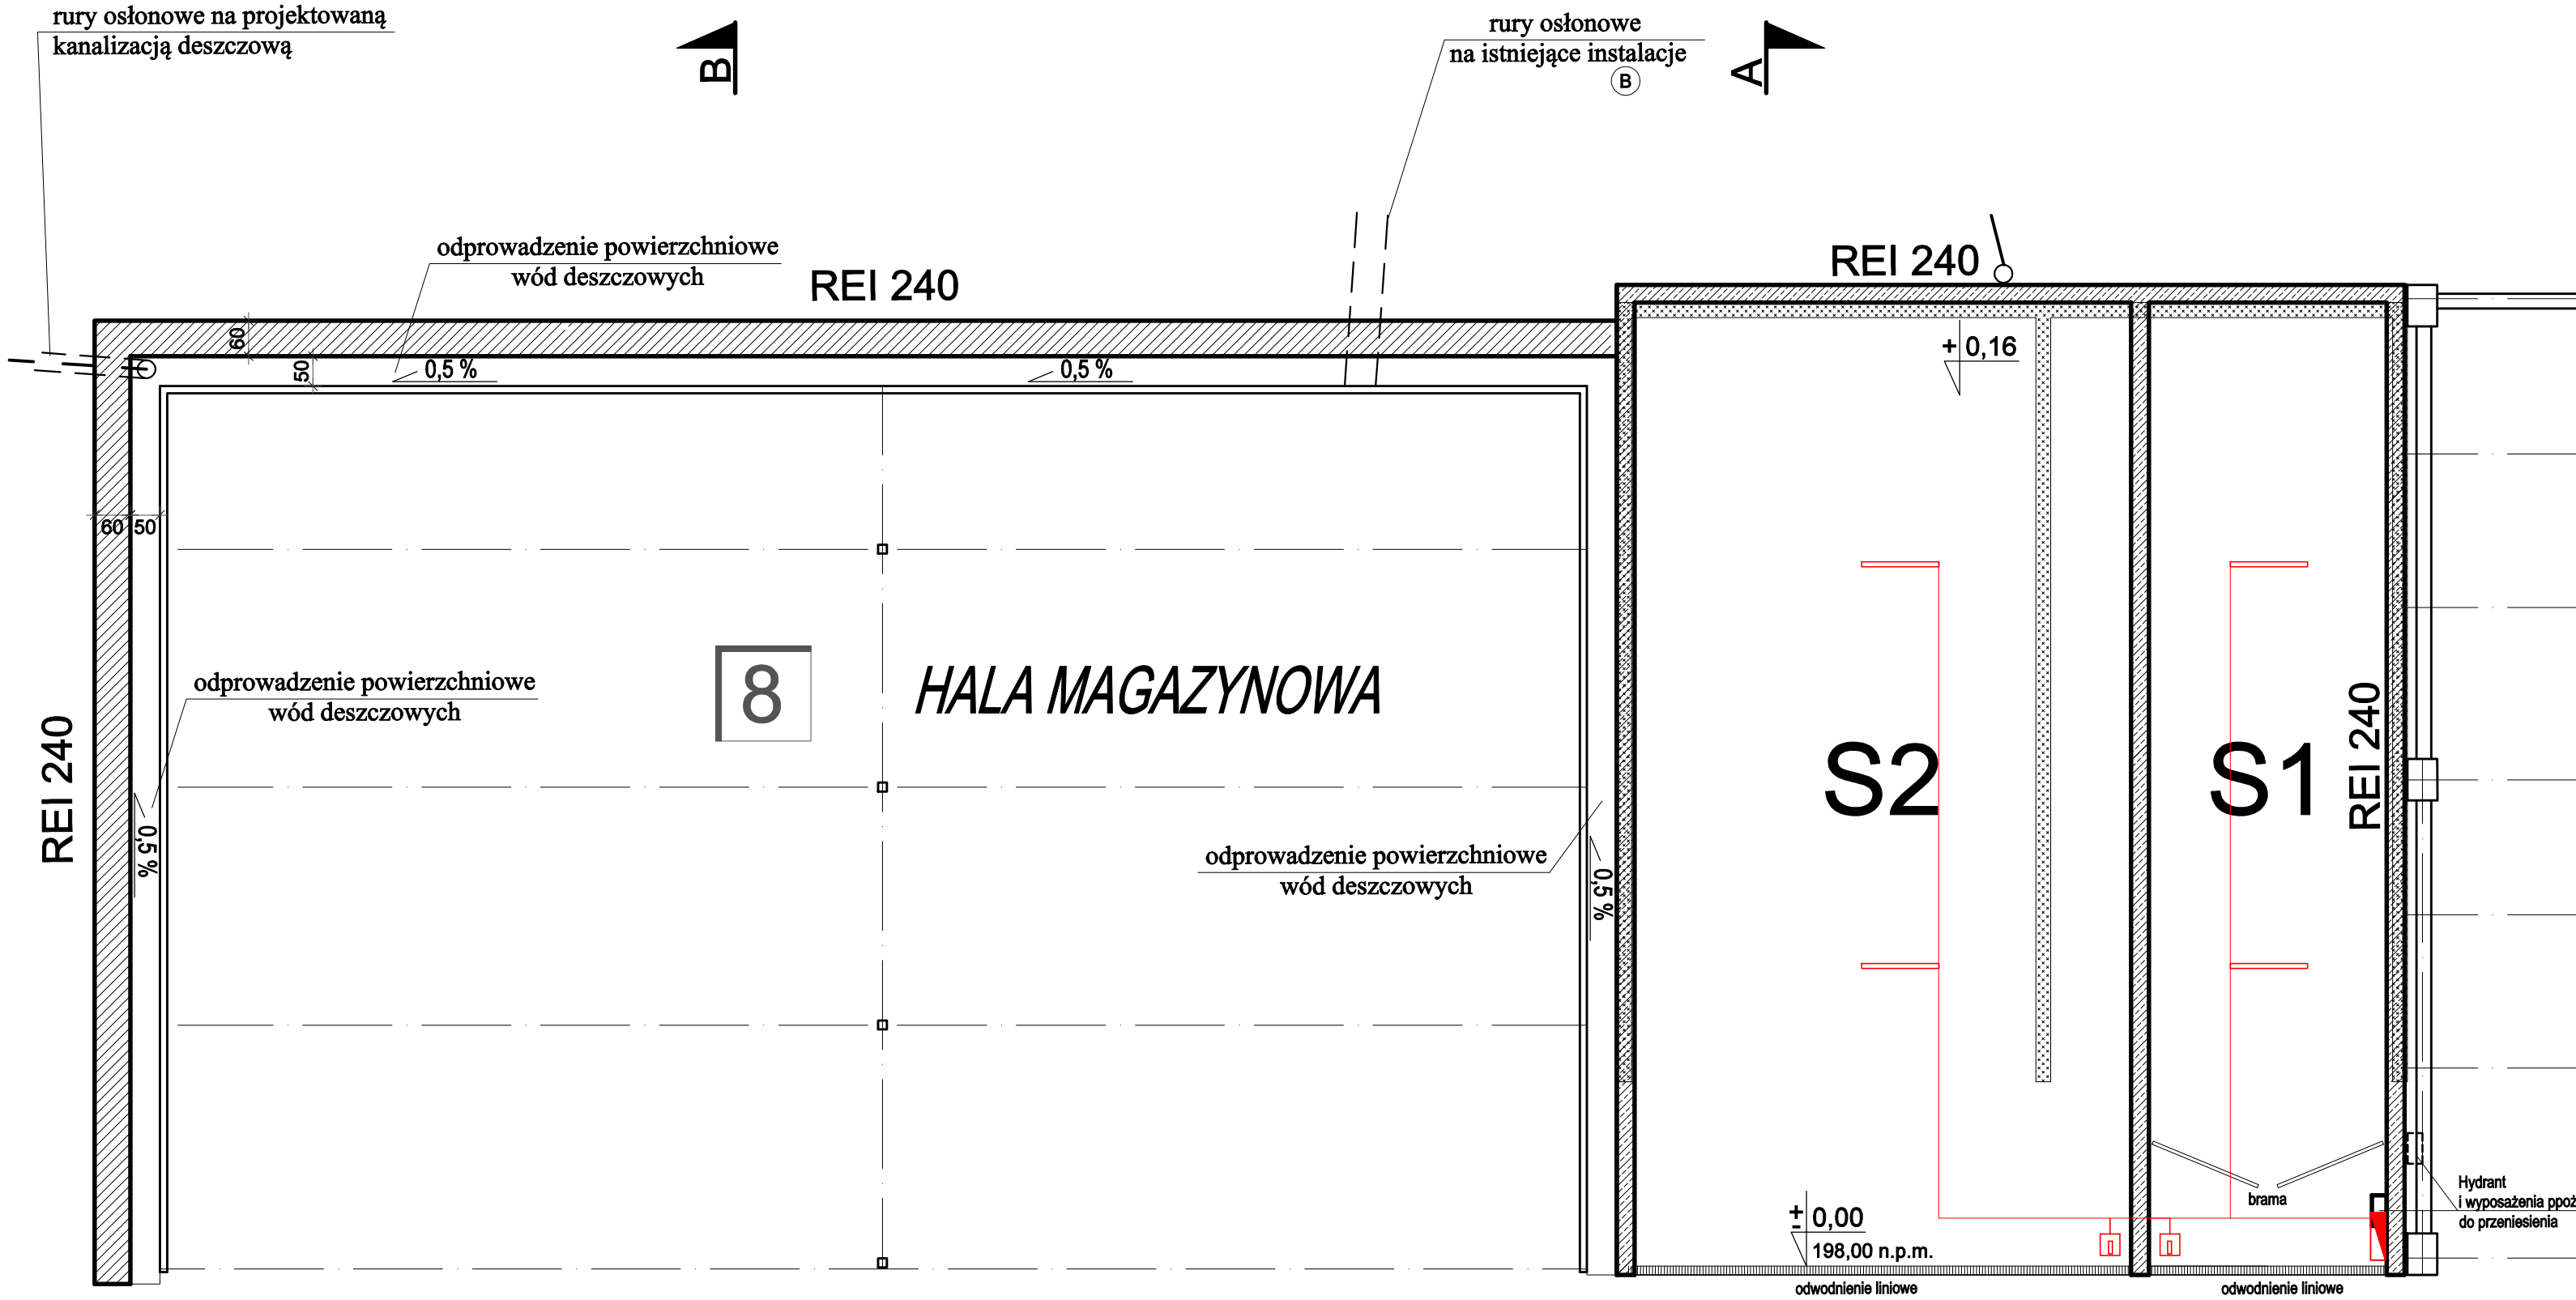 rury osłonowe na projektowaną
kanalizacją deszczową
B
rury osłonowe
na istniejące instalacje
B
A
odprowadzenie powierzchniowe
wód deszczowych
REI 240
REI 240
60
50
0,5 %
0,5 %
+ 0,16
60
50
8
HALA MAGAZYNOWA
odprowadzenie powierzchniowe
wód deszczowych
REI 240
0,5 %
S2
S1
REI 240
odprowadzenie powierzchniowe
wód deszczowych
0,5 %
brama
Hydrant
i wyposażenia ppoż
do przeniesienia
± 0,00
198,00 n.p.m.
odwodnienie liniowe
odwodnienie liniowe